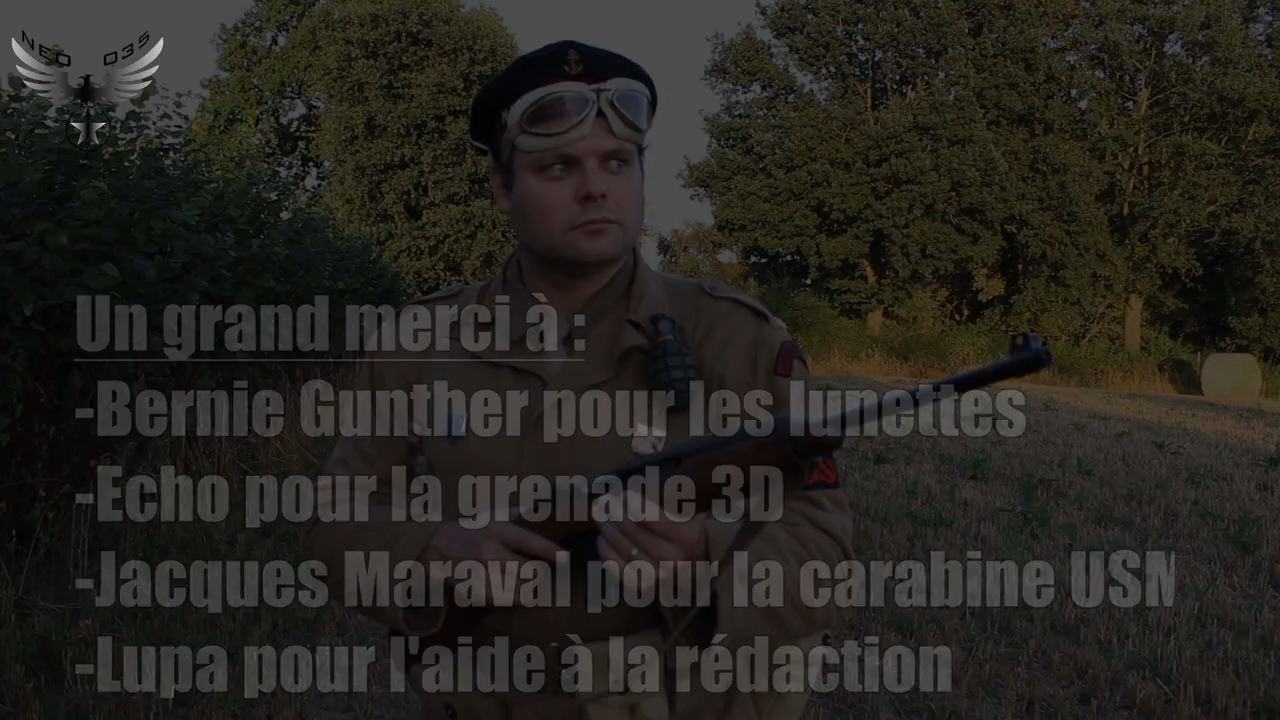 NEO 035
Un grand merci à :
-Bernie Gunther pour les lunettes
-Echo pour la grenade 3D
-Jacques Maraval pour la carabine USM
-Lupa pour l'aide à la rédaction